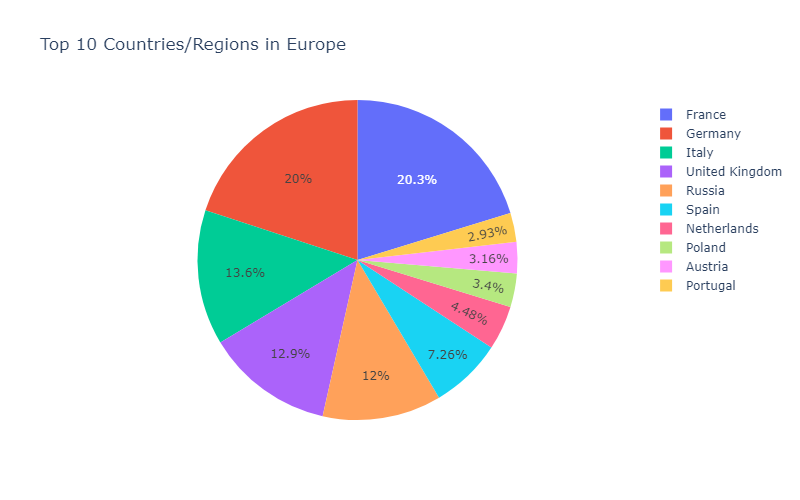 Top 10 Countries/Regions in Europe
20.3%
20%
13.6%
12.9%
12%
7.26%
4.48%
3.4%
3.16%
2.93%
France
Germany
Italy
United Kingdom
Russia
Spain
Netherlands
Poland
Austria
Portugal